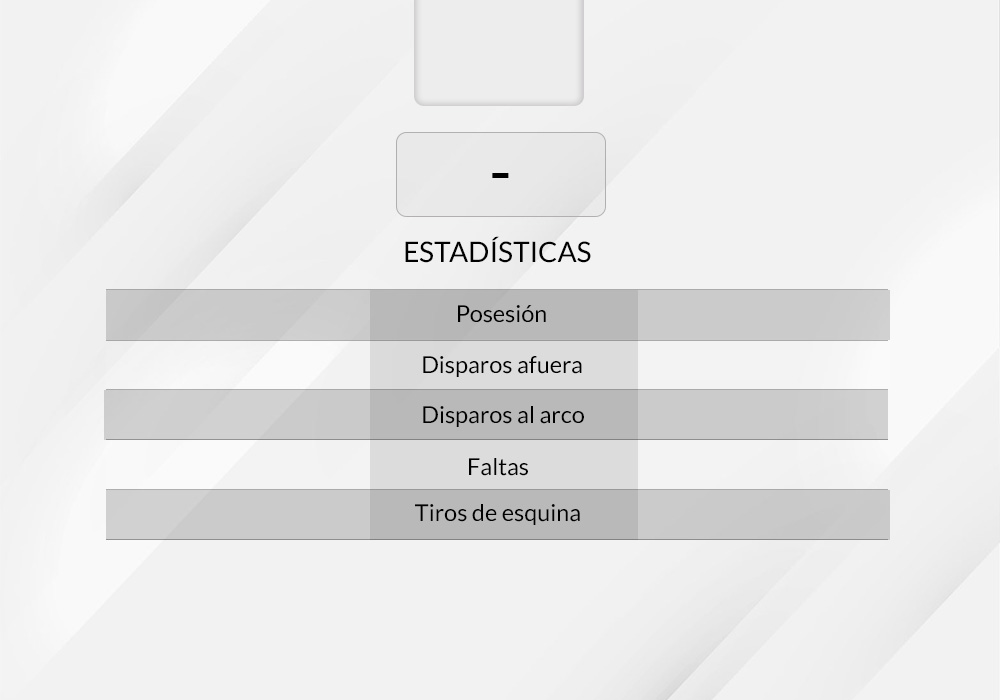 -
ESTADÍSTICAS
Posesión
Disparos afuera
Disparos al arco
Faltas
Tiros de esquina